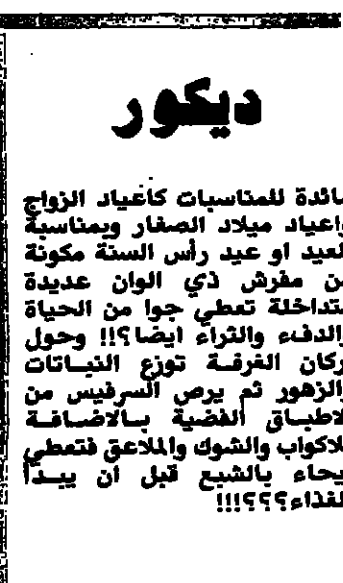 ديكور
مائدة للمناسبات كأعياد الزواج
واعياد ميلاد الصغار وبمناسبة
العيد او عيد رأس السنة مكونة
من مفرش ذي الوان عديدة
متداخلة تعطي جوا من الحياة
والدفء والثراء ايضا؟!! وحول
اركان الغرفة توزع النباتات
والزهور ثم يرص السرفيس من
الاطباق الفضية بالاضافة
للاكواب والشوك والملاعق فتعطي
ايحاء بالشبع قبل ان يبدأ
الغذاء؟؟؟!!!